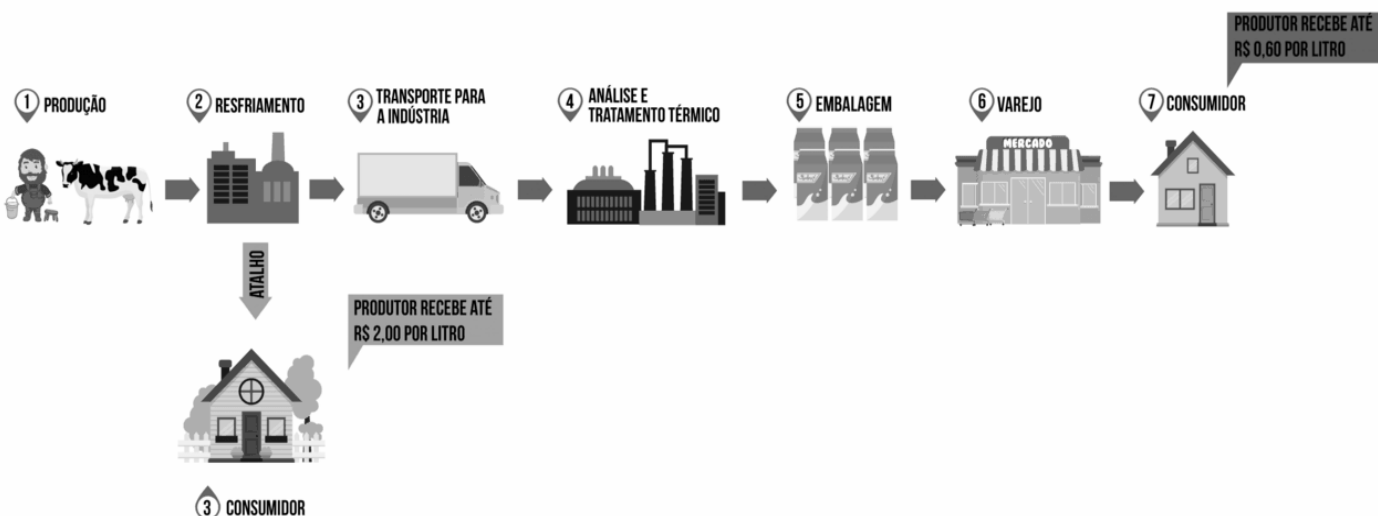 PRODUTOR RECEBE ATÉ
R$ 0,60 POR LITRO
1 PRODUÇÃO
2 RESFRIAMENTO
3 TRANSPORTE PARA
A INDÚSTRIA
4 ANÁLISE E
TRATAMENTO TÉRMICO
5 EMBALAGEM
6 VAREJO
7 CONSUMIDOR
MERCADO
ATALHO
PRODUTOR RECEBE ATÉ
R$ 2,00 POR LITRO
3 CONSUMIDOR